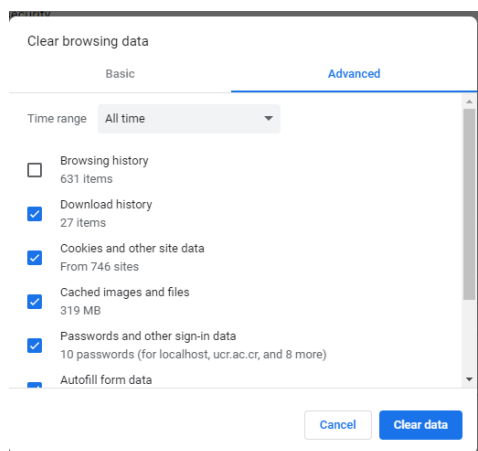 security
Clear browsing data
Basic Advanced
Time range All time
Browsing history
631 items
Download history
27 items
Cookies and other site data
From 746 sites
Cached images and files
319 MB
Passwords and other sign-in data
10 passwords (for localhost, ucr.ac.cr, and 8 more)
Autofill form data
Cancel Clear data